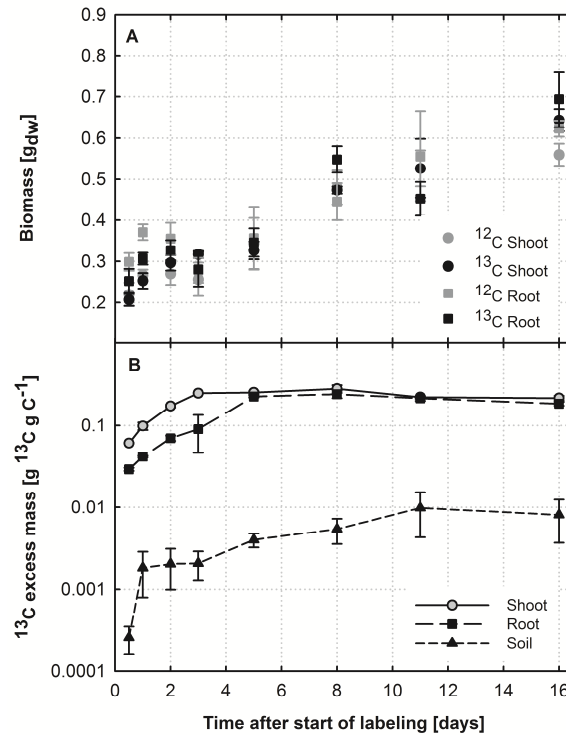 0.9
A
0.8
0.7
0.6
0.5
0.4
0.3
0.2
Biomass [gdw]
12C Shoot
13C Shoot
12C Root
13C Root
B
0.1
0.01
0.001
0.0001
13C excess mass [g 13C g C-1]
Shoot
Root
Soil
0 2 4 6 8 10 12 14 16
Time after start of labeling [days]